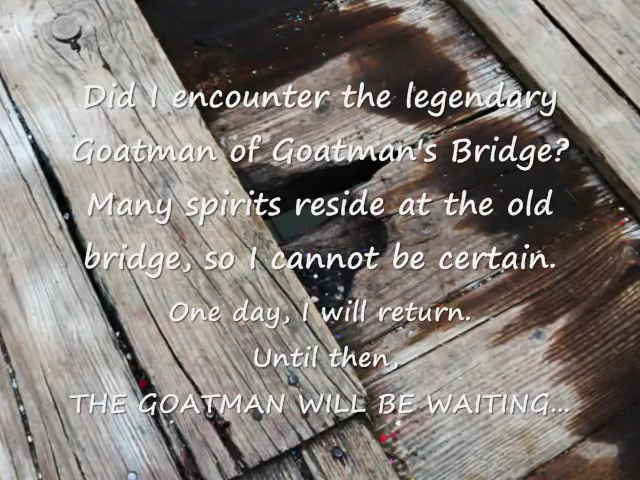 Did I encounter the legendary
Goatman of Goatman's Bridge?
Many spirits reside at the old
bridge, so I cannot be certain.
One day, I will return.
Until then,
THE GOATMAN WILL BE WAITING...